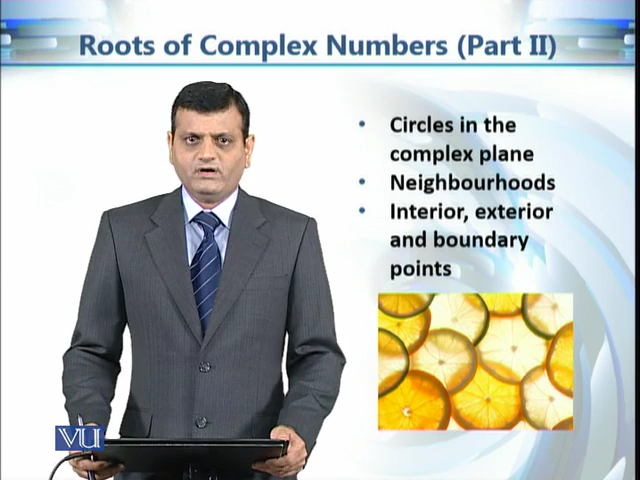 Roots of Complex Numbers (Part II)
• Circles in the
complex plane
• Neighbourhoods
• Interior, exterior
and boundary
points
VU